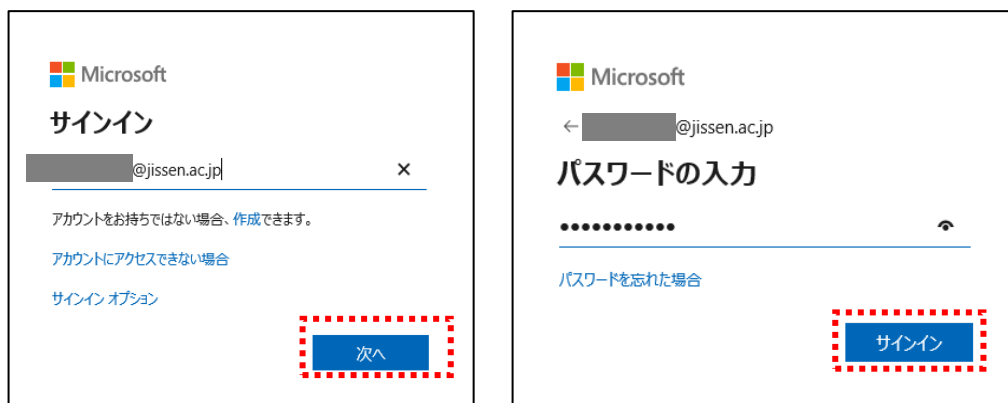 Microsoft
サインイン
@jissen.ac.jp
アカウントをお持ちではない場合、作成できます。
アカウントにアクセスできない場合
サインイン オプション
次へ
Microsoft
@jissen.ac.jp
パスワードの入力
•••••••••••
パスワードを忘れた場合
サインイン